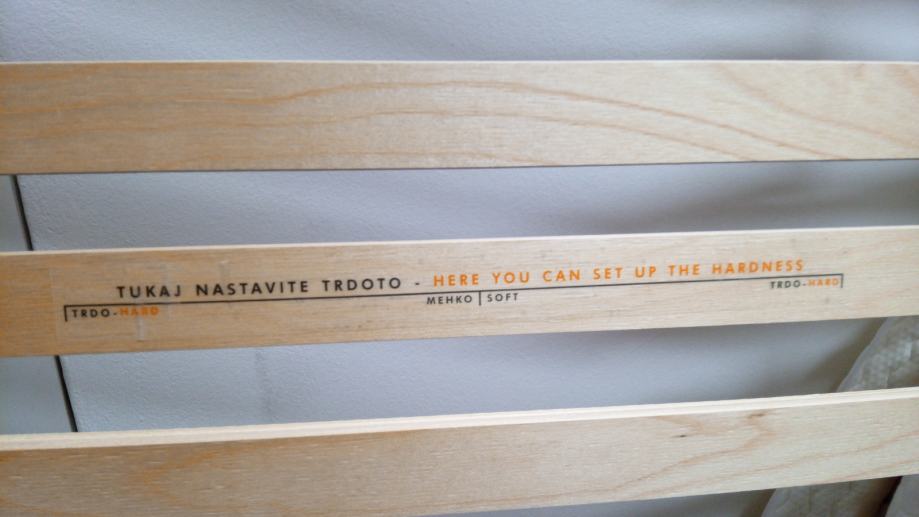 TUKAJ NASTAVITE TRDOTO - HERE YOU CAN SET UP THE HARDNESS
TRDO-HARD MEHKO | SOFT TRDO-HARD